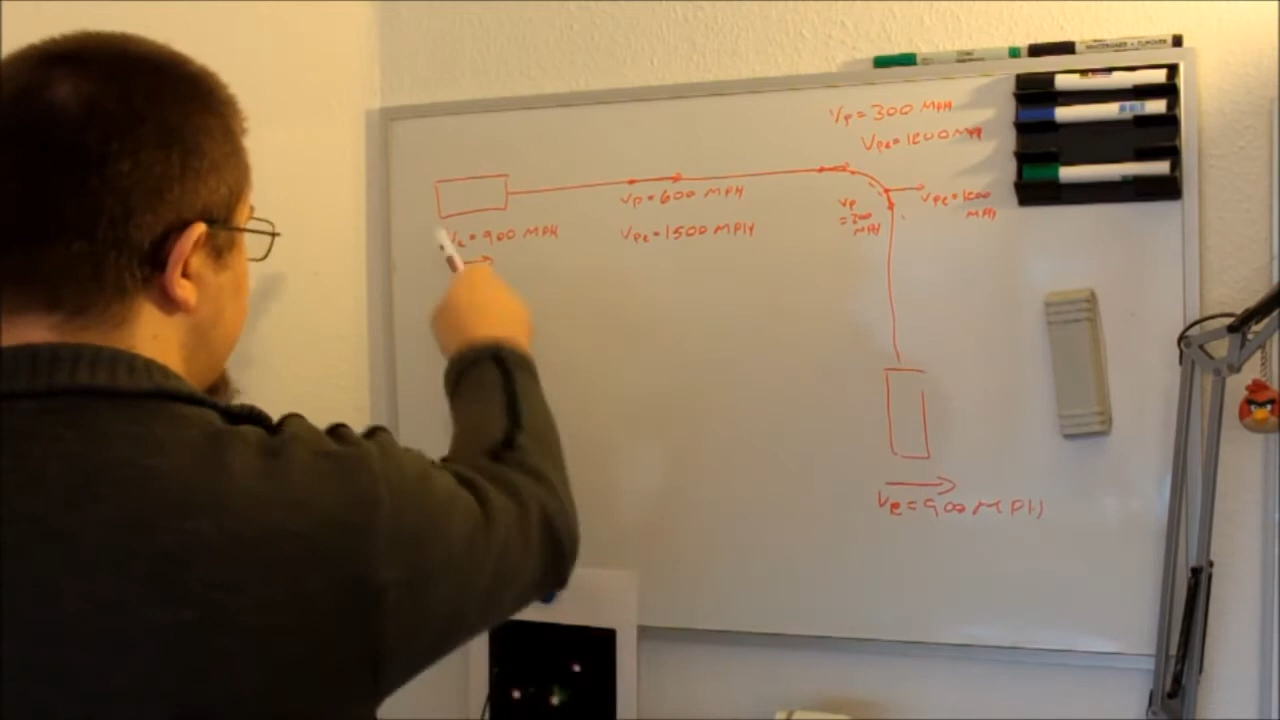 VP = 300 MPH
VPe = 1200 MPH
VP = 600 MPH
VP = 300 MPH
VPe = 1200 MPH
Ve = 900 MPH
VPe = 1500 MPH
Ve = 900 MPH